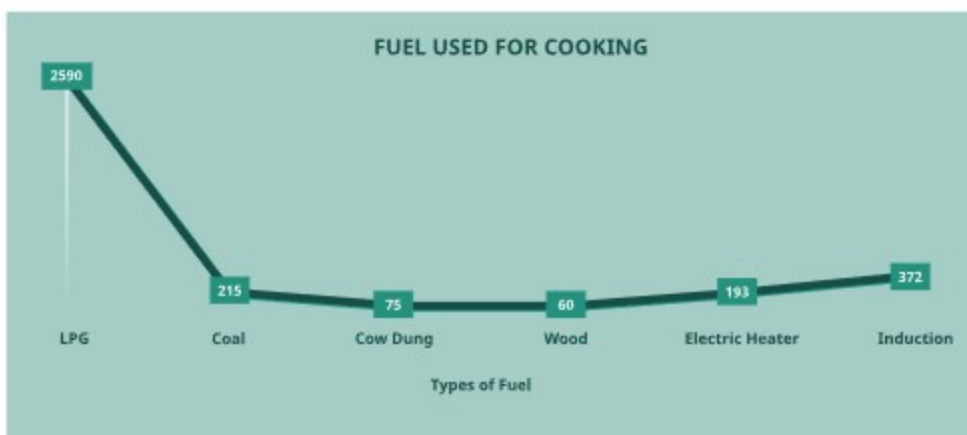 FUEL USED FOR COOKING
2590
215
75
60
193
372
LPG
Coal
Cow Dung
Wood
Electric Heater
Induction
Types of Fuel